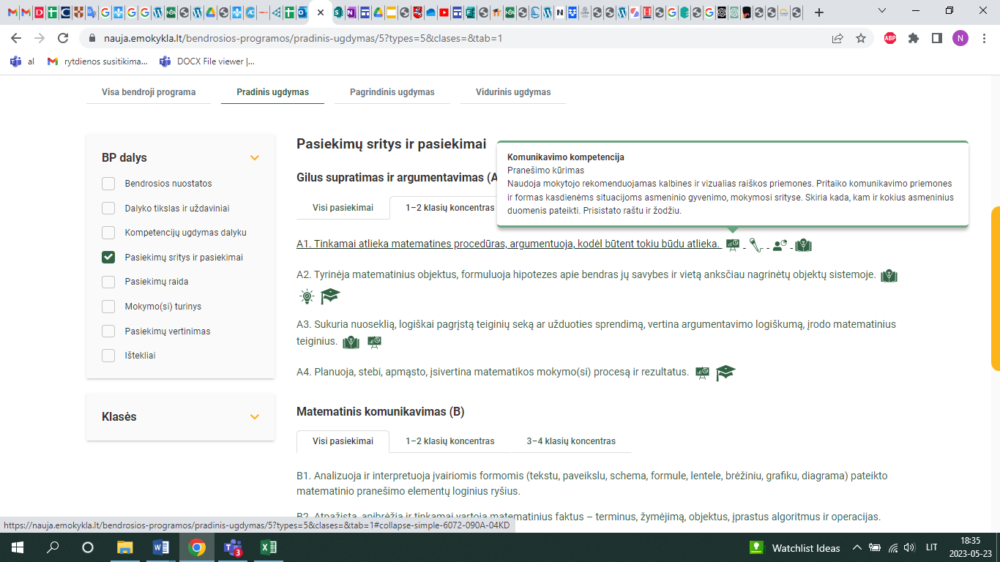 nauja.emokykla.lt/bendrosios-programos/pradinis-ugdymas/5?types=5&clases=&tab=1
ABP
N
al
rytdienos susitikima...
DOCX File viewer |...
Visa bendroji programa
Pradinis ugdymas
Pagrindinis ugdymas
Vidurinis ugdymas
BP dalys
Bendrosios nuostatos
Dalyko tikslas ir uždaviniai
Kompetencijų ugdymas dalyku
Pasiekimų sritys ir pasiekimai
Pasiekimų raida
Mokymo(si) turinys
Pasiekimų vertinimas
Ištekliai
Klasės
Pasiekimų sritys ir pasiekimai
Komunikavimo kompetencija
Pranešimo kūrimas
Naudoja mokytojo rekomenduojamas kalbines ir vizualias raiškos priemones. Pritaiko komunikavimo priemones
ir formas kasdienėms situacijoms asmeninio gyvenimo, mokymosi srityse. Skiria kada, kam ir kokius asmeninius
duomenis pateikti. Prisistato raštu ir žodžiu.
Gilus supratimas ir argumentavimas (A
Visi pasiekimai
1–2 klasių koncentras
A1. Tinkamai atlieka matematines procedūras, argumentuoja, kodėl būtent tokiu būdu atlieka.
A2. Tyrinėja matematinius objektus, formuluoja hipotezes apie bendras jų savybes ir vietą anksčiau nagrinėtų objektų sistemoje.
A3. Sukuria nuoseklią, logiškai pagrįstą teiginių seką ar užduoties sprendimą, vertina argumentavimo logiškumą, įrodo matematinius
teiginius.
A4. Planuoja, stebi, apmąsto, įsivertina matematikos mokymo(si) procesą ir rezultatus.
Matematinis komunikavimas (B)
Visi pasiekimai
1–2 klasių koncentras
3–4 klasių koncentras
B1. Analizuoja ir interpretuoja įvairiomis formomis (tekstu, paveikslu, schema, formule, lentele, brėžiniu, grafiku, diagrama) pateikto
matematinio pranešimo elementų loginius ryšius.
B2. Atpažįsta, apibrėžia ir tinkamai vartoja matematinius faktus – terminus, žymėjimą, objektus, įprastus algoritmus ir operacijas.
https://nauja.emokykla.lt/bendrosios-programos/pradinis-ugdymas/5?types=5&clases=&tab=1#collapse-simple-6072-090A-04KD
3
Watchlist Ideas
LIT
18:35
2023-05-23